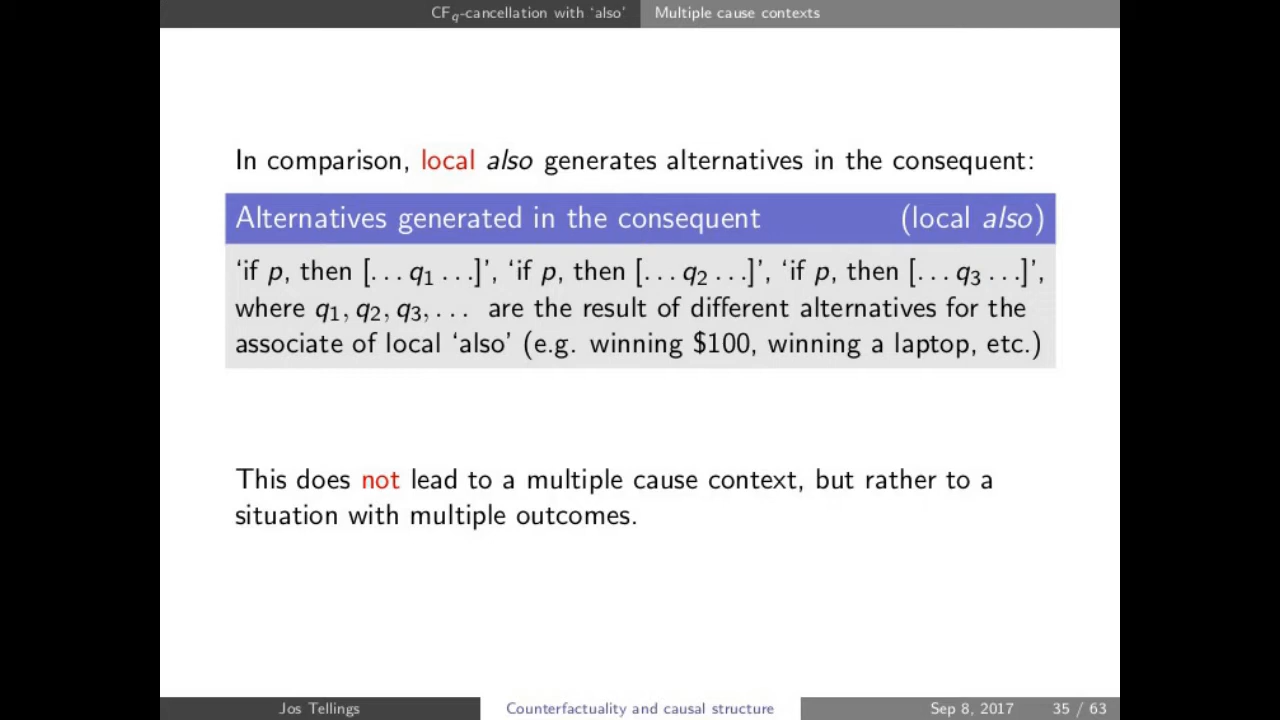 CFq-cancellation with ‘also’ Multiple cause contexts
In comparison, local also generates alternatives in the consequent:
Alternatives generated in the consequent (local also)
‘if p, then [. . . q1 . . .]’, ‘if p, then [. . . q2 . . .]’, ‘if p, then [. . . q3 . . .]’,
where q1, q2, q3, . . . are the result of different alternatives for the
associate of local ‘also’ (e.g. winning $100, winning a laptop, etc.)
This does not lead to a multiple cause context, but rather to a
situation with multiple outcomes.
Jos Tellings Counterfactuality and causal structure Sep 8, 2017 35 / 63